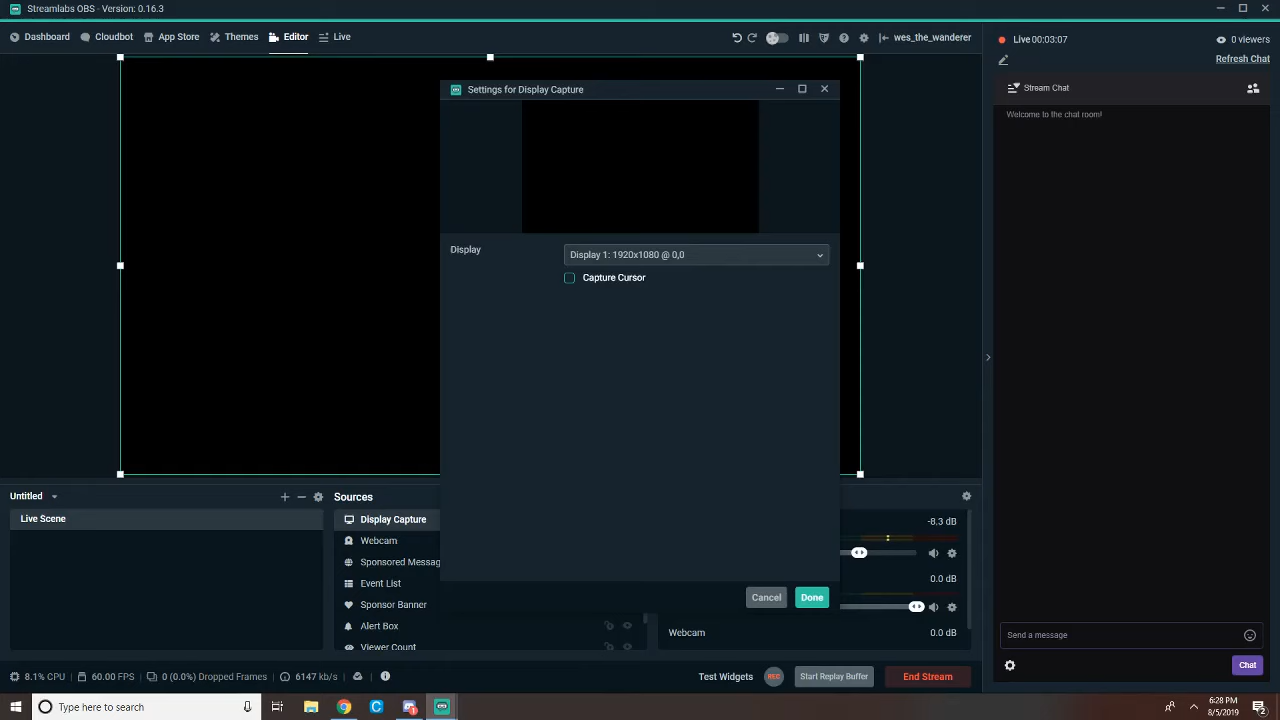 Streamlabs OBS - Version: 0.16.3
Dashboard
Cloudbot
App Store
Themes
Editor
Live
wes_the_wanderer
Live 00:03:07
0 viewers
Refresh Chat
Stream Chat
Welcome to the chat room!
Settings for Display Capture
Display
Display 1: 1920x1080 @ 0,0
Capture Cursor
Cancel
Done
Untitled
Live Scene
Sources
Display Capture
Webcam
Sponsored Messag
Event List
Sponsor Banner
Alert Box
Viewer Count
-8.3 dB
0.0 dB
Webcam
0.0 dB
Send a message
Chat
8.1% CPU
60.00 FPS
0 (0.0%) Dropped Frames
6147 kb/s
Test Widgets
REC
Start Replay Buffer
End Stream
Type here to search
6:28 PM
8/5/2019